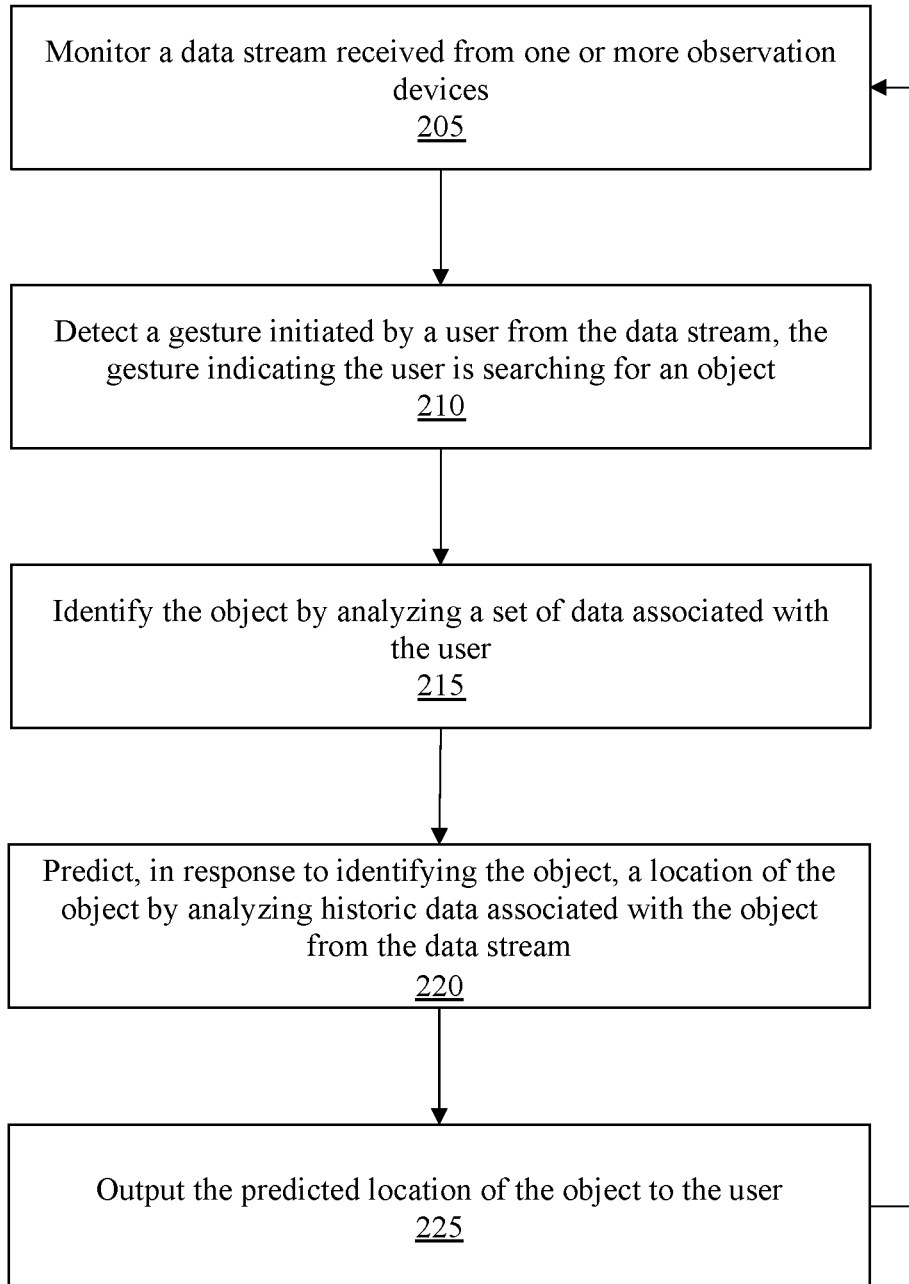 Monitor a data stream received from one or more observation
devices
205
Detect a gesture initiated by a user from the data stream, the
gesture indicating the user is searching for an object
210
Identify the object by analyzing a set of data associated with
the user
215
Predict, in response to identifying the object, a location of the
object by analyzing historic data associated with the object
from the data stream
220
Output the predicted location of the object to the user
225